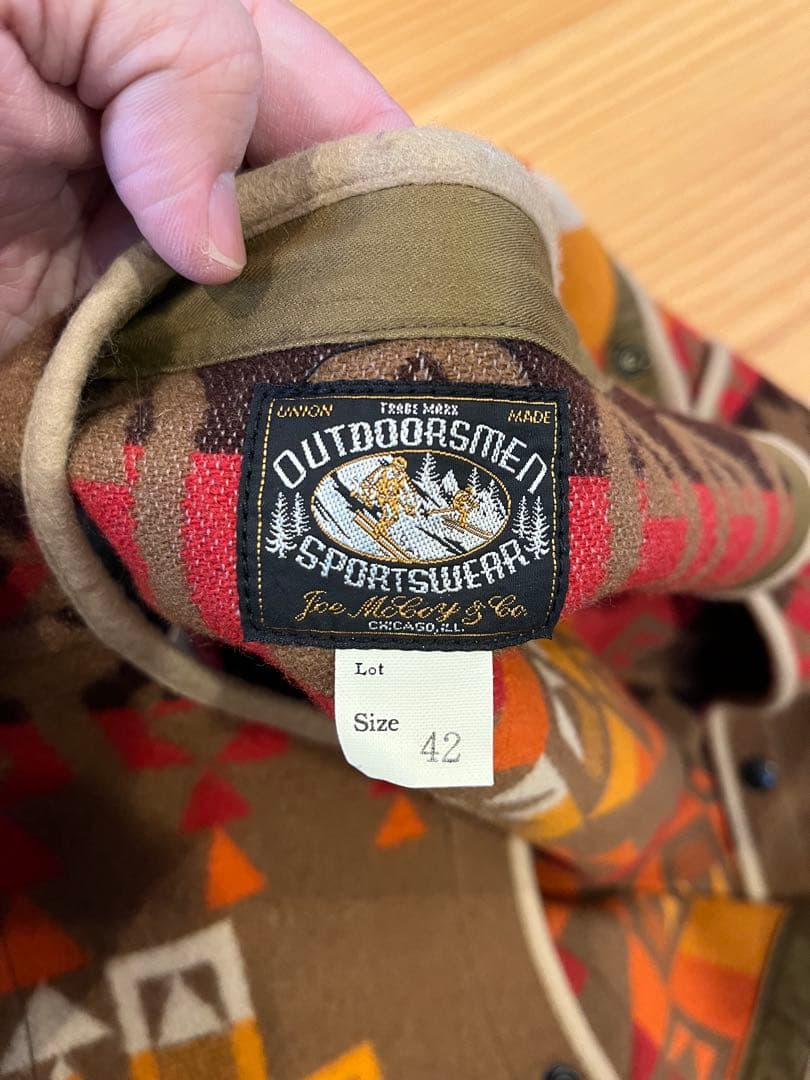 UNION TRADE MARK MADE
OUTDOORSMEN
SPORTSWEAR
Joe McCoy & Co.
CHICAGO, ILL.
Lot
Size 42